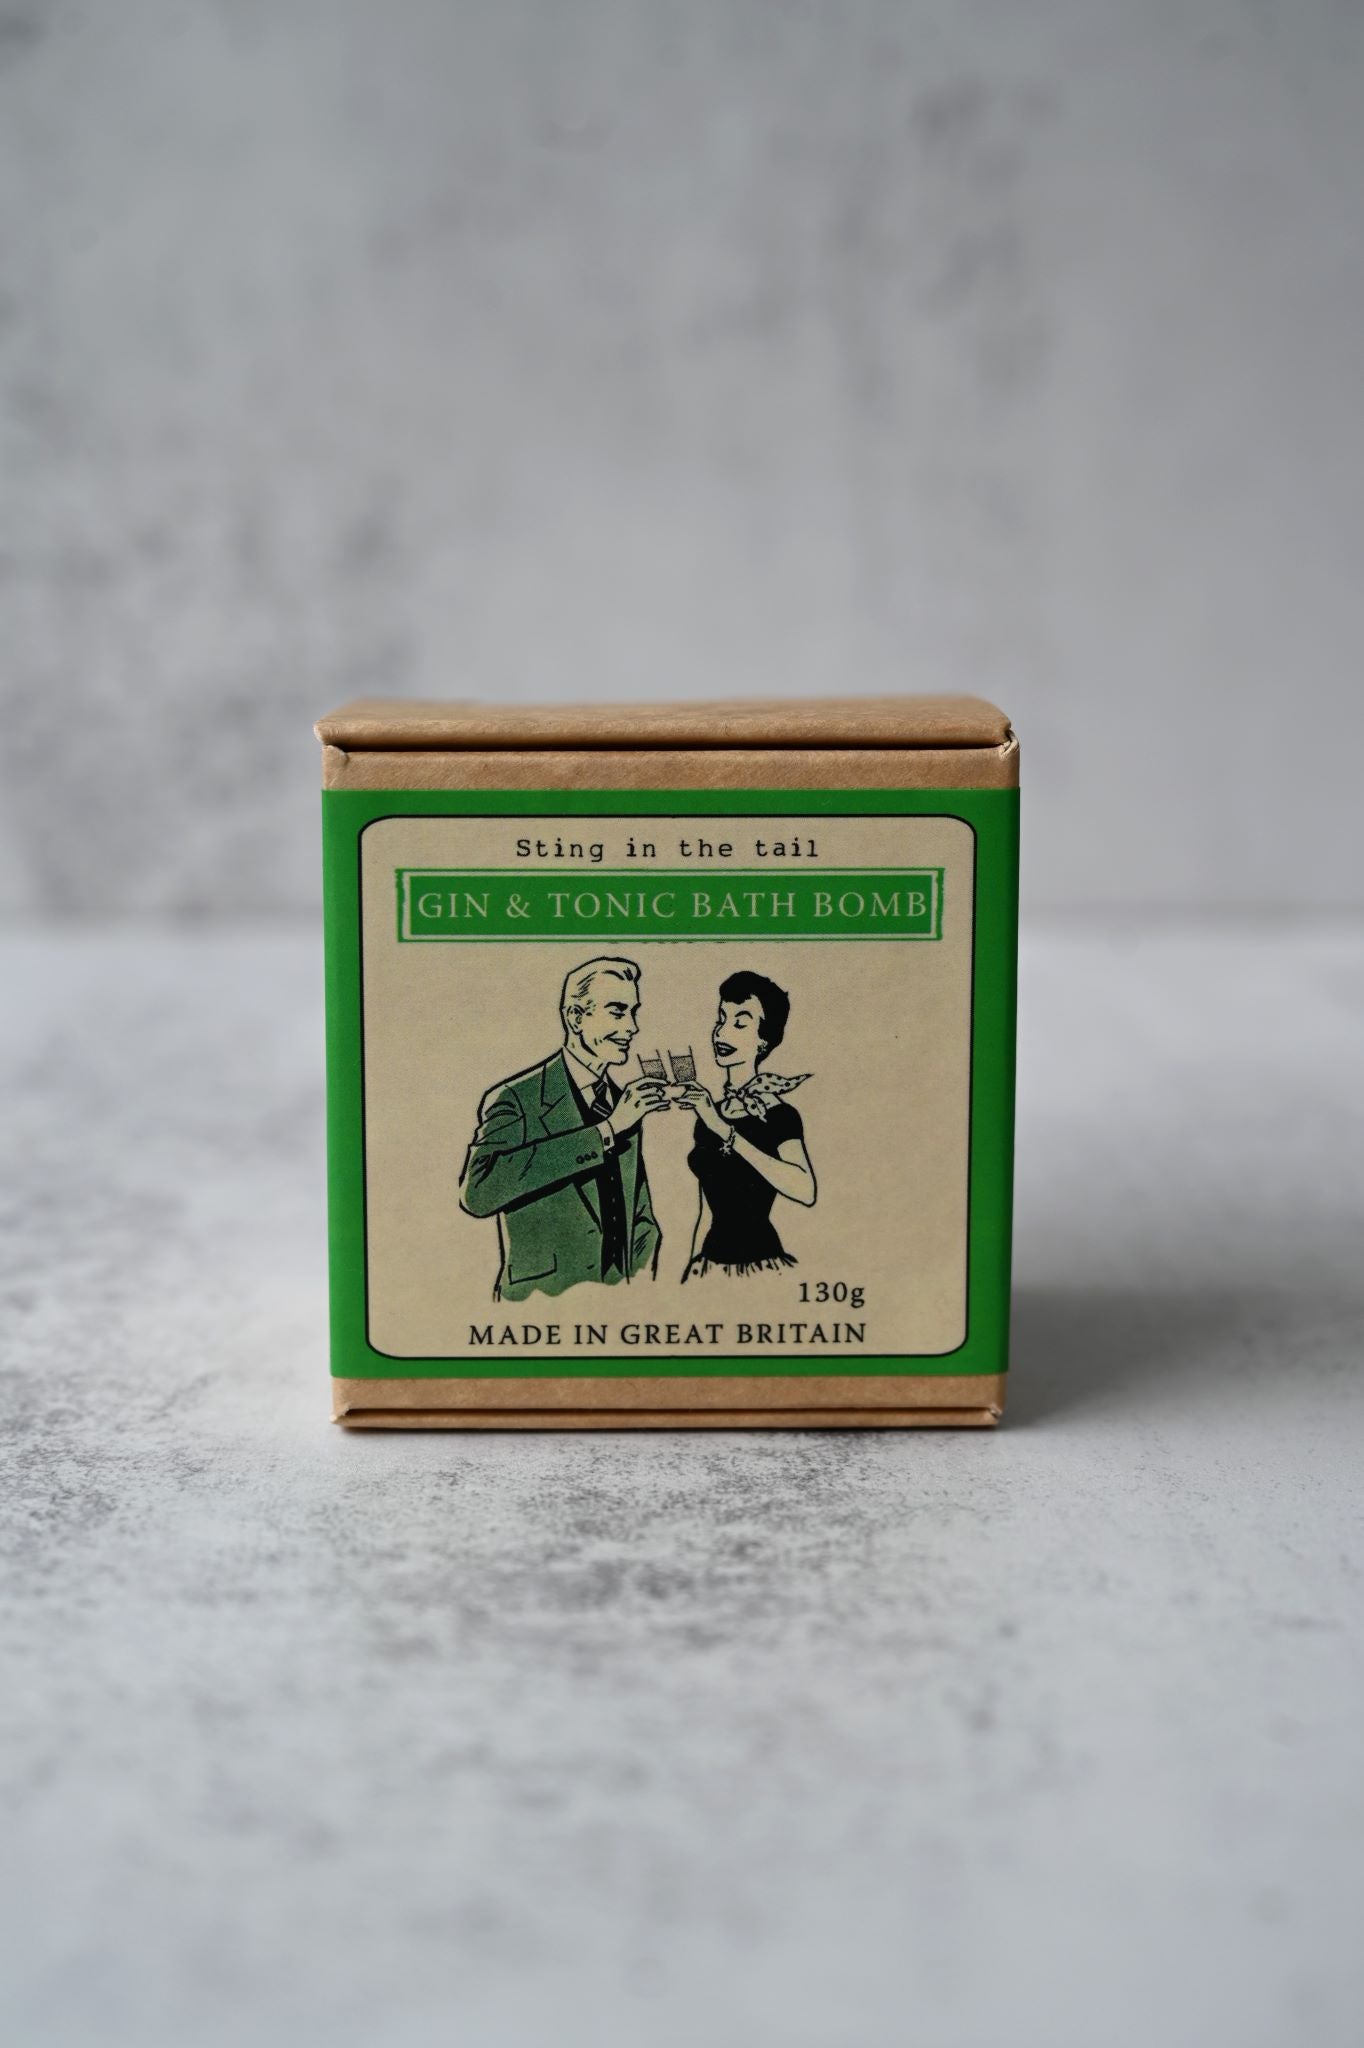 Sting in the tail
GIN & TONIC BATH BOMB
130g
MADE IN GREAT BRITAIN